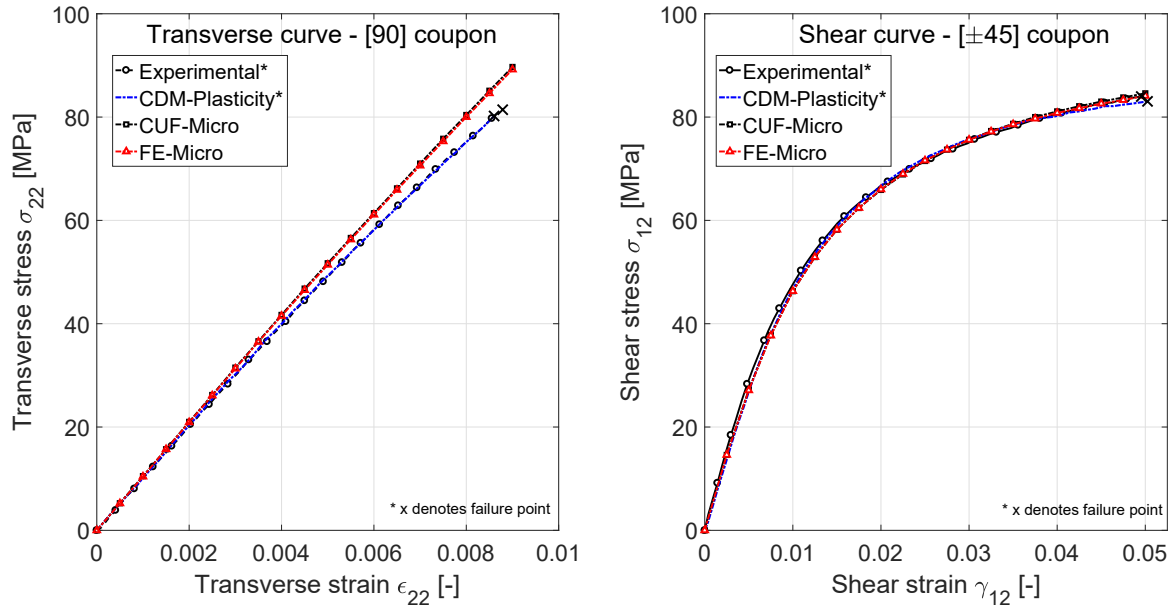 Transverse curve - [90] coupon
Experimental*
CDM-Plasticity*
CUF-Micro
FE-Micro
100
80
60
40
20
0
Transverse stress σ22 [MPa]
* x denotes failure point
0 0.002 0.004 0.006 0.008 0.01
Transverse strain ϵ22 [-]
Shear curve - [±45] coupon
Experimental*
CDM-Plasticity*
CUF-Micro
FE-Micro
100
80
60
40
20
0
Shear stress σ12 [MPa]
* x denotes failure point
0 0.01 0.02 0.03 0.04 0.05
Shear strain γ12 [-]